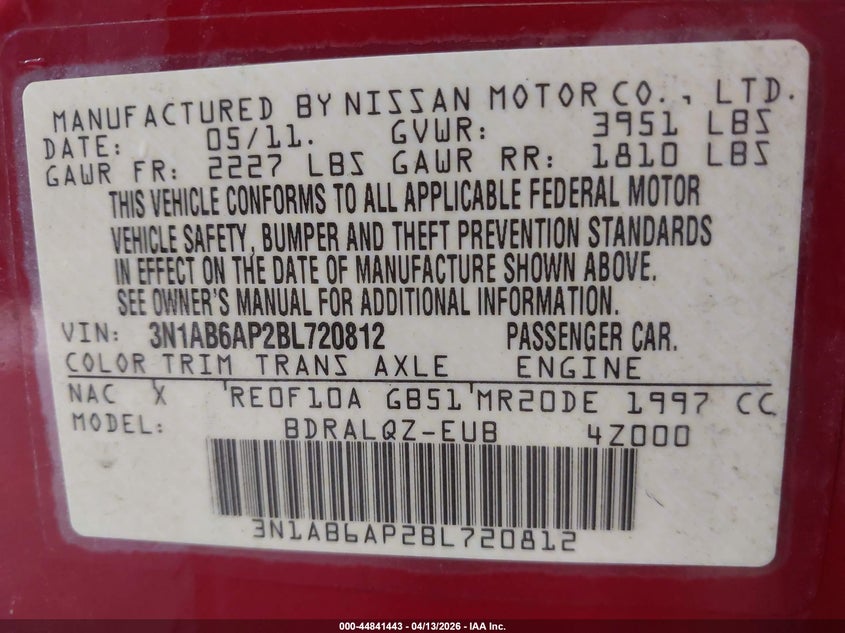 MANUFACTURED BY NISSAN MOTOR CO., LTD.
DATE: 05/11. GVWR: 3951 LBS
GAWR FR: 2227 LBS GAWR RR: 1810 LBS
THIS VEHICLE CONFORMS TO ALL APPLICABLE FEDERAL MOTOR
VEHICLE SAFETY, BUMPER AND THEFT PREVENTION STANDARDS
IN EFFECT ON THE DATE OF MANUFACTURE SHOWN ABOVE.
SEE OWNER'S MANUAL FOR ADDITIONAL INFORMATION.
VIN: 3N1AB6AP2BL720812 PASSENGER CAR.
COLOR TRIM TRANS AXLE ENGINE
NAC X RE0F10A GB51 MR20DE 1997 CC
MODEL: BDRALQZ-EUB 4Z000
3N1AB6AP2BL720812
000-44841443 - 04/13/2026 - IAA Inc.